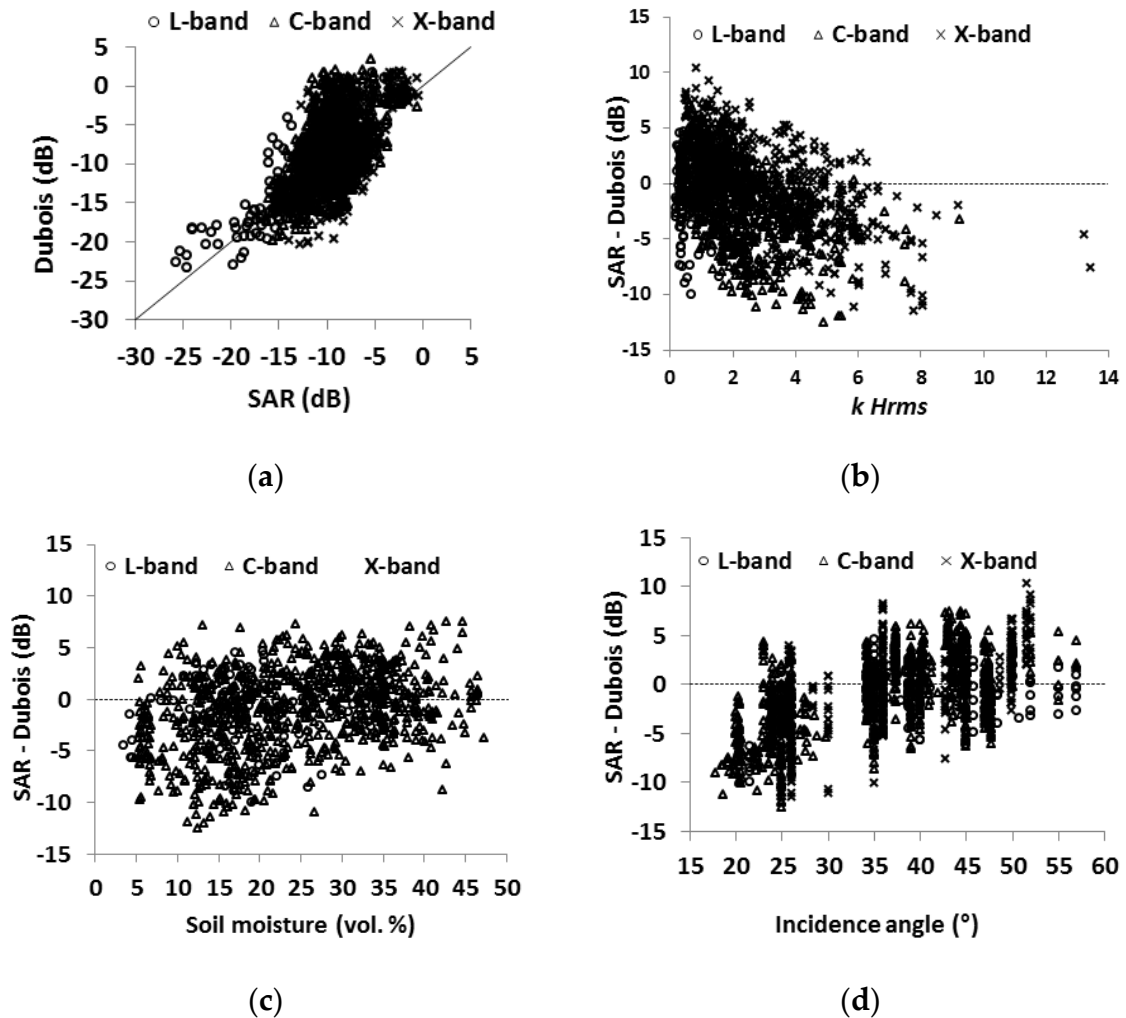 L-band C-band X-band
5
0
-5
-10
-15
-20
-25
-30
-30 -25 -20 -15 -10 -5 0 5
Dubois (dB)
SAR (dB)
(a)
L-band C-band X-band
15
10
5
0
-5
-10
-15
0 2 4 6 8 10 12 14
SAR - Dubois (dB)
k Hrms
(b)
L-band C-band X-band
15
10
5
0
-5
-10
-15
0 5 10 15 20 25 30 35 40 45 50
SAR - Dubois (dB)
Soil moisture (vol. %)
(c)
L-band C-band X-band
15
10
5
0
-5
-10
-15
15 20 25 30 35 40 45 50 55 60
SAR - Dubois (dB)
Incidence angle (°)
(d)